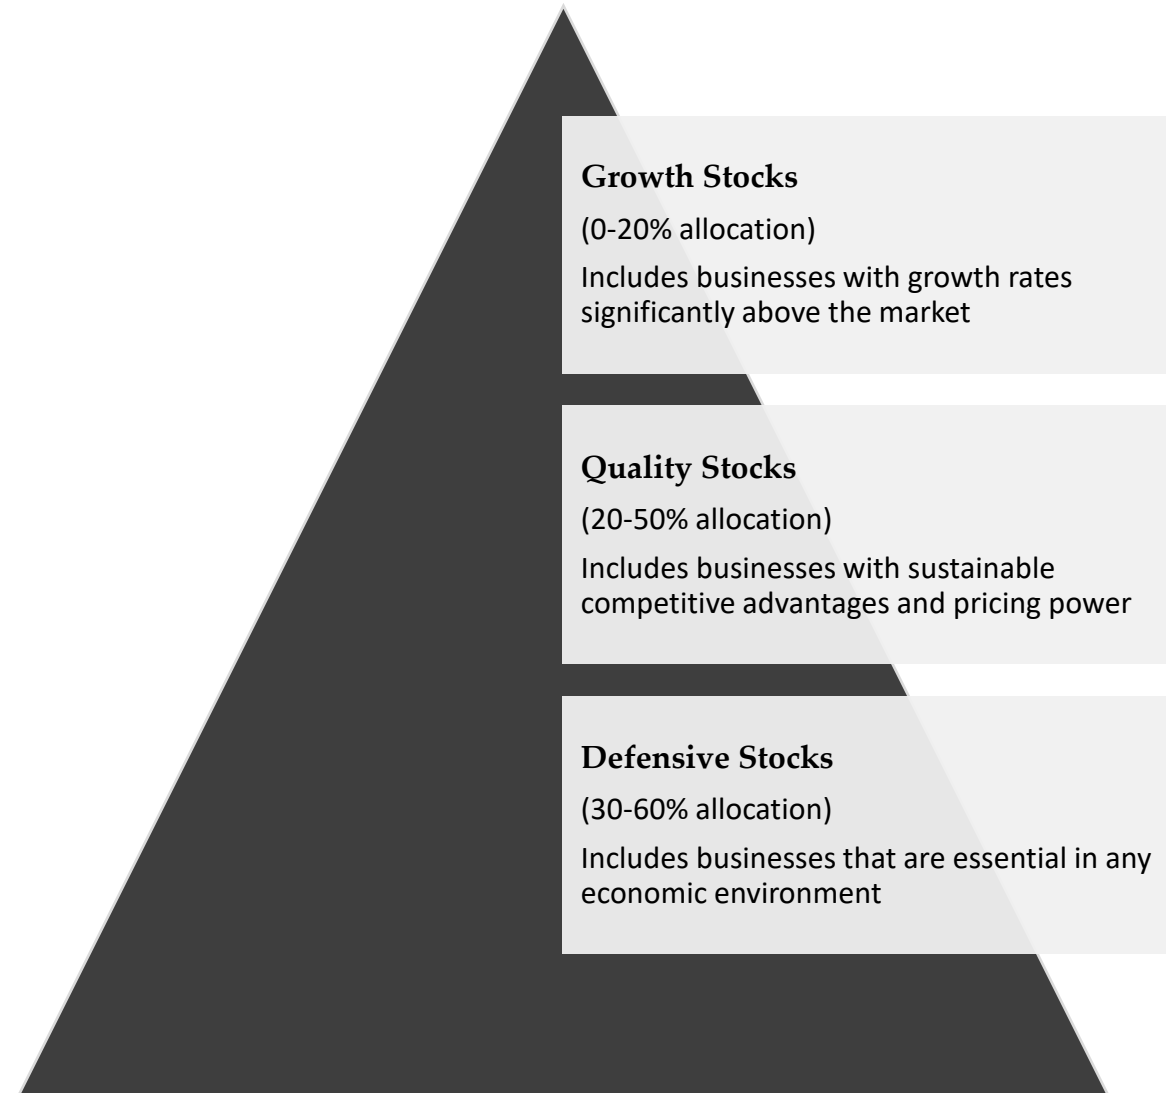 Growth Stocks
(0-20% allocation)
Includes businesses with growth rates
significantly above the market
Quality Stocks
(20-50% allocation)
Includes businesses with sustainable
competitive advantages and pricing power
Defensive Stocks
(30-60% allocation)
Includes businesses that are essential in any
economic environment